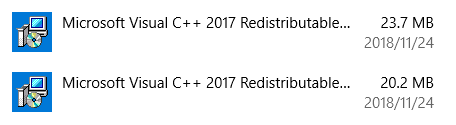 Microsoft Visual C++ 2017 Redistributable... 23.7 MB
2018/11/24
Microsoft Visual C++ 2017 Redistributable... 20.2 MB
2018/11/24